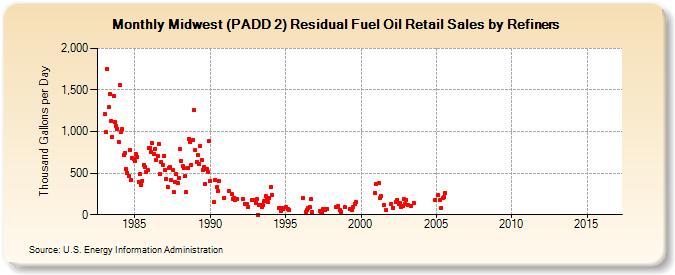 Monthly Midwest (PADD 2) Residual Fuel Oil Retail Sales by Refiners
Thousand Gallons per Day
2,000
1,500
1,000
500
0
1985 1990 1995 2000 2005 2010 2015
Source: U.S. Energy Information Administration